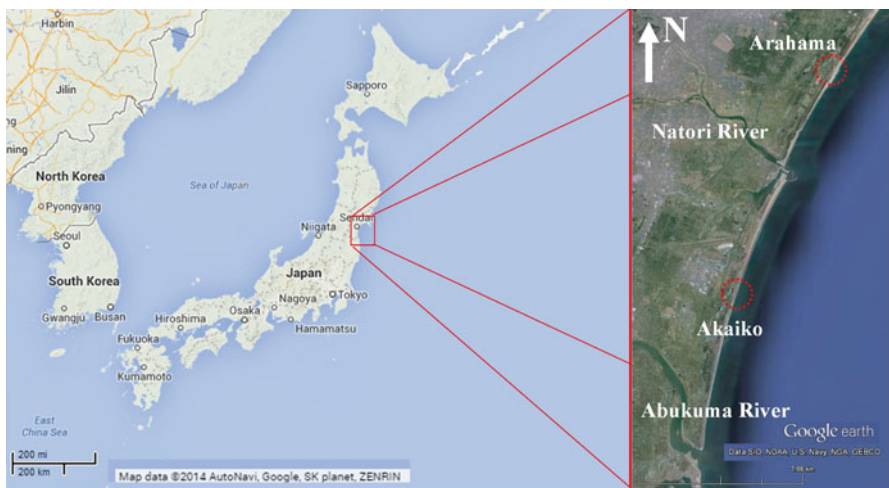 Harbin
Jilin
ning
North Korea
Pyongyang
Seoul
South Korea
Gwangju
Busan
Sea of Japan
Sapporo
Sendai
Niigata
Japan
Tokyo
Nagoya
Osaka
Hamamatsu
Hiroshima
Fukuoka
Kumamoto
East
China Sea
200 mi
200 km
Map data ©2014 AutoNavi, Google, SK planet, ZENRIN
N
Arahama
Natori River
Akaiko
Abukuma River
Google earth
Data SIO, NOAA, U.S. Navy, NGA, GEBCO